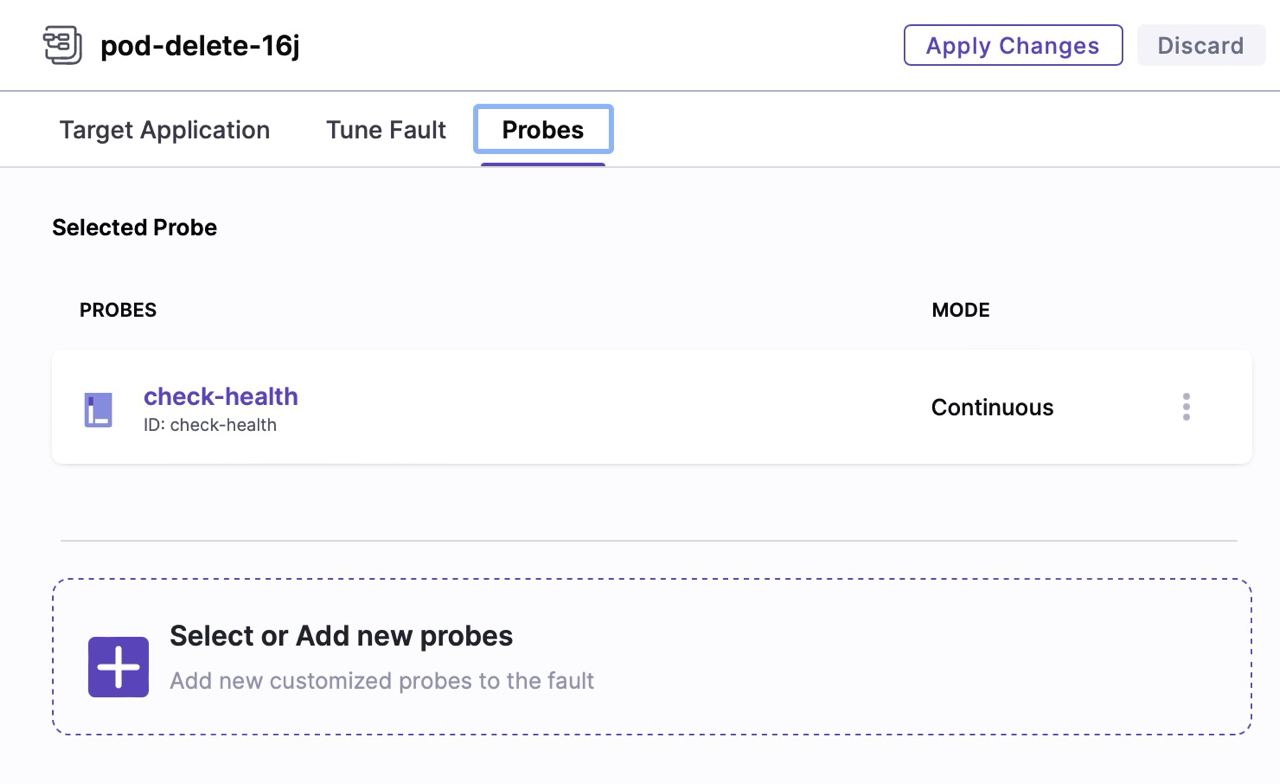 pod-delete-16j
Apply Changes
Discard
Target Application
Tune Fault
Probes
Selected Probe
PROBES
MODE
check-health
ID: check-health
Continuous
Select or Add new probes
Add new customized probes to the fault